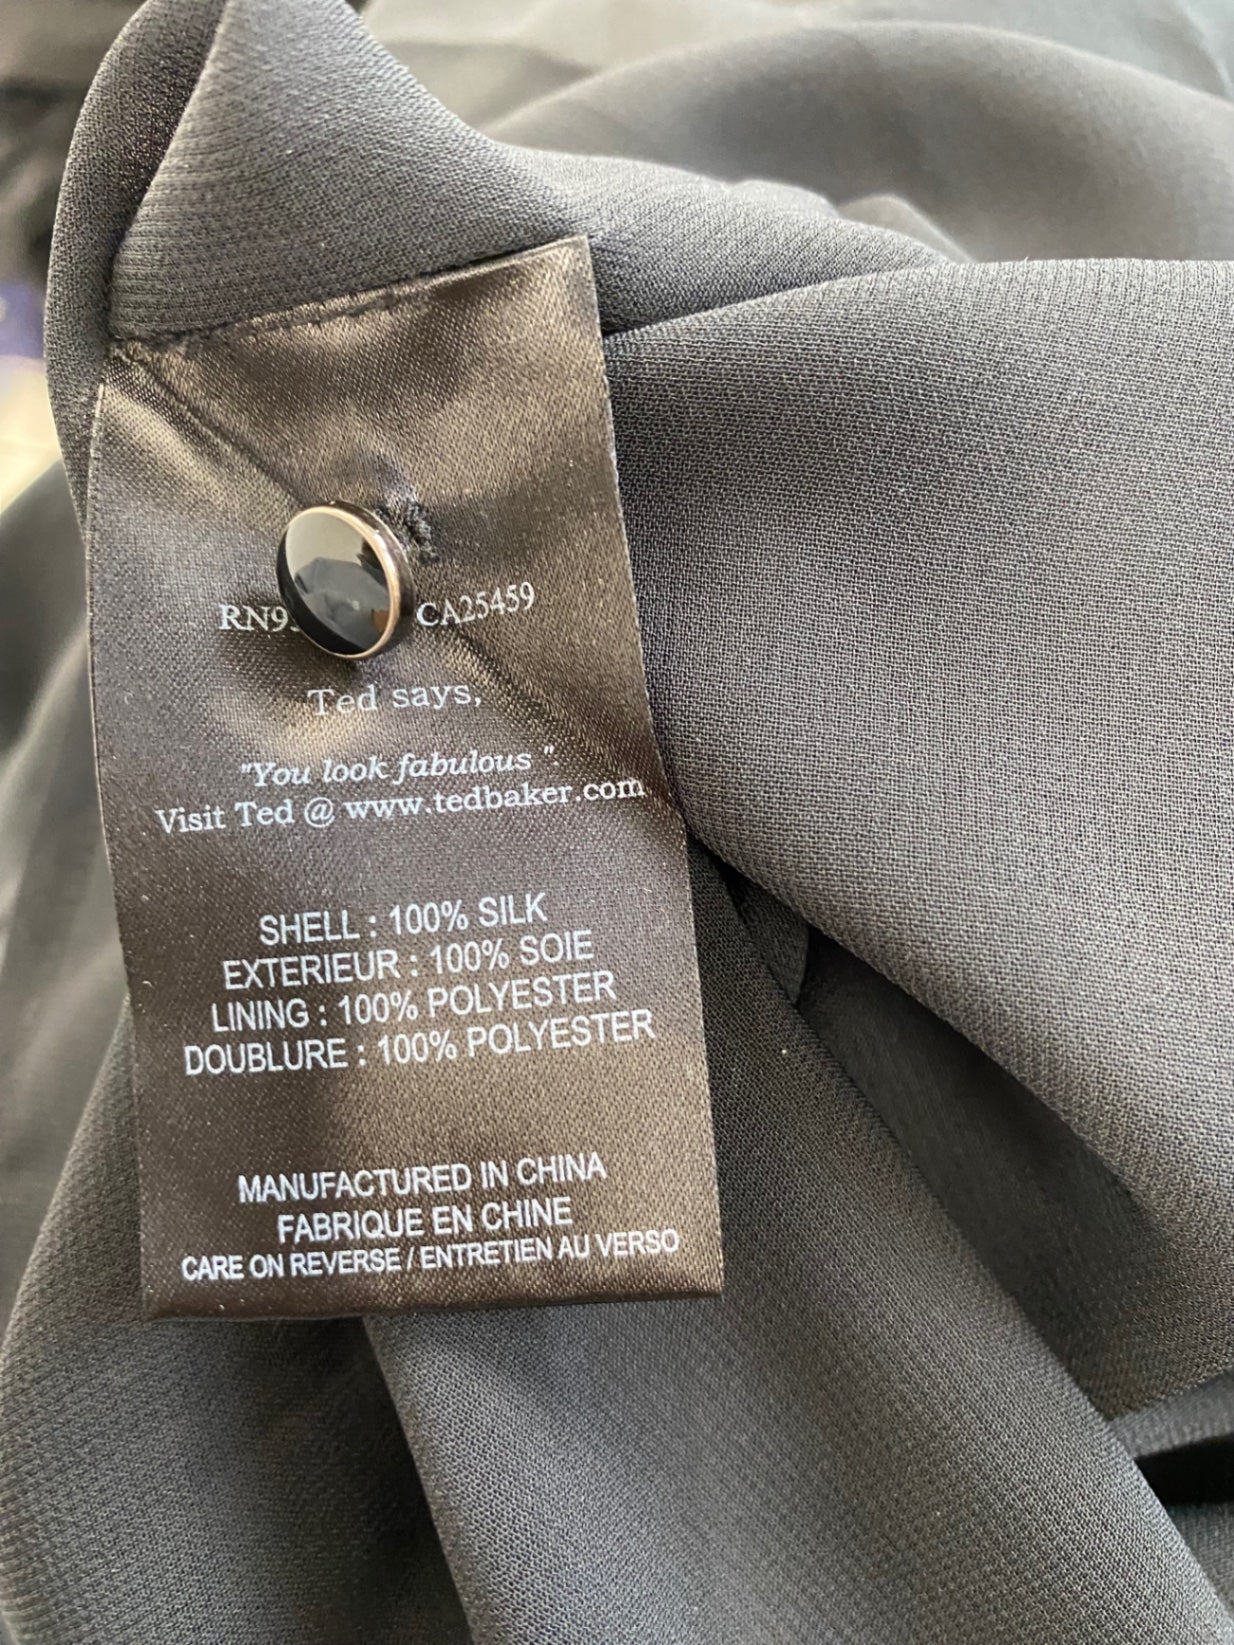 CA25459
Ted says,
"You look fabulous ".
Visit Ted @ www.tedbaker.com
SHELL : 100% SILK
EXTERIEUR : 100% SOIE
LINING : 100% POLYESTER
DOUBLURE : 100% POLYESTER
MANUFACTURED IN CHINA
FABRIQUE EN CHINE
CARE ON REVERSE / ENTRETIEN AU VERSO